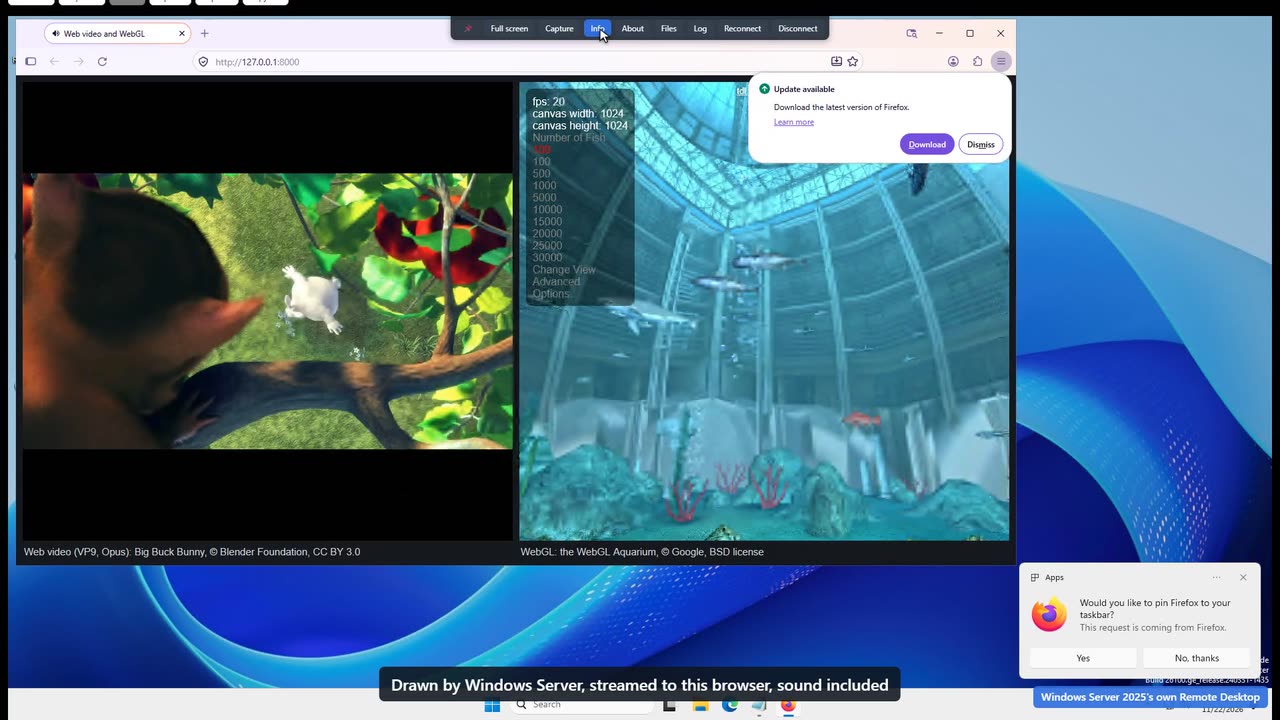 Web video and WebGL
Full screen
Capture
Info
About
Files
Log
Reconnect
Disconnect
http://127.0.0.1:8000
Update available
Download the latest version of Firefox.
Learn more
Download
Dismiss
fps: 20
canvas width: 1024
canvas height: 1024
Number of Fish
100
500
1000
5000
10000
15000
20000
25000
30000
Change View
Advanced
Options
Web video (VP9, Opus): Big Buck Bunny, © Blender Foundation, CC BY 3.0
WebGL: the WebGL Aquarium, © Google, BSD license
Apps
Would you like to pin Firefox to your
taskbar?
This request is coming from Firefox.
Yes
No, thanks
Drawn by Windows Server, streamed to this browser, sound included
Windows Server 2025's own Remote Desktop
Search
11/22/2026